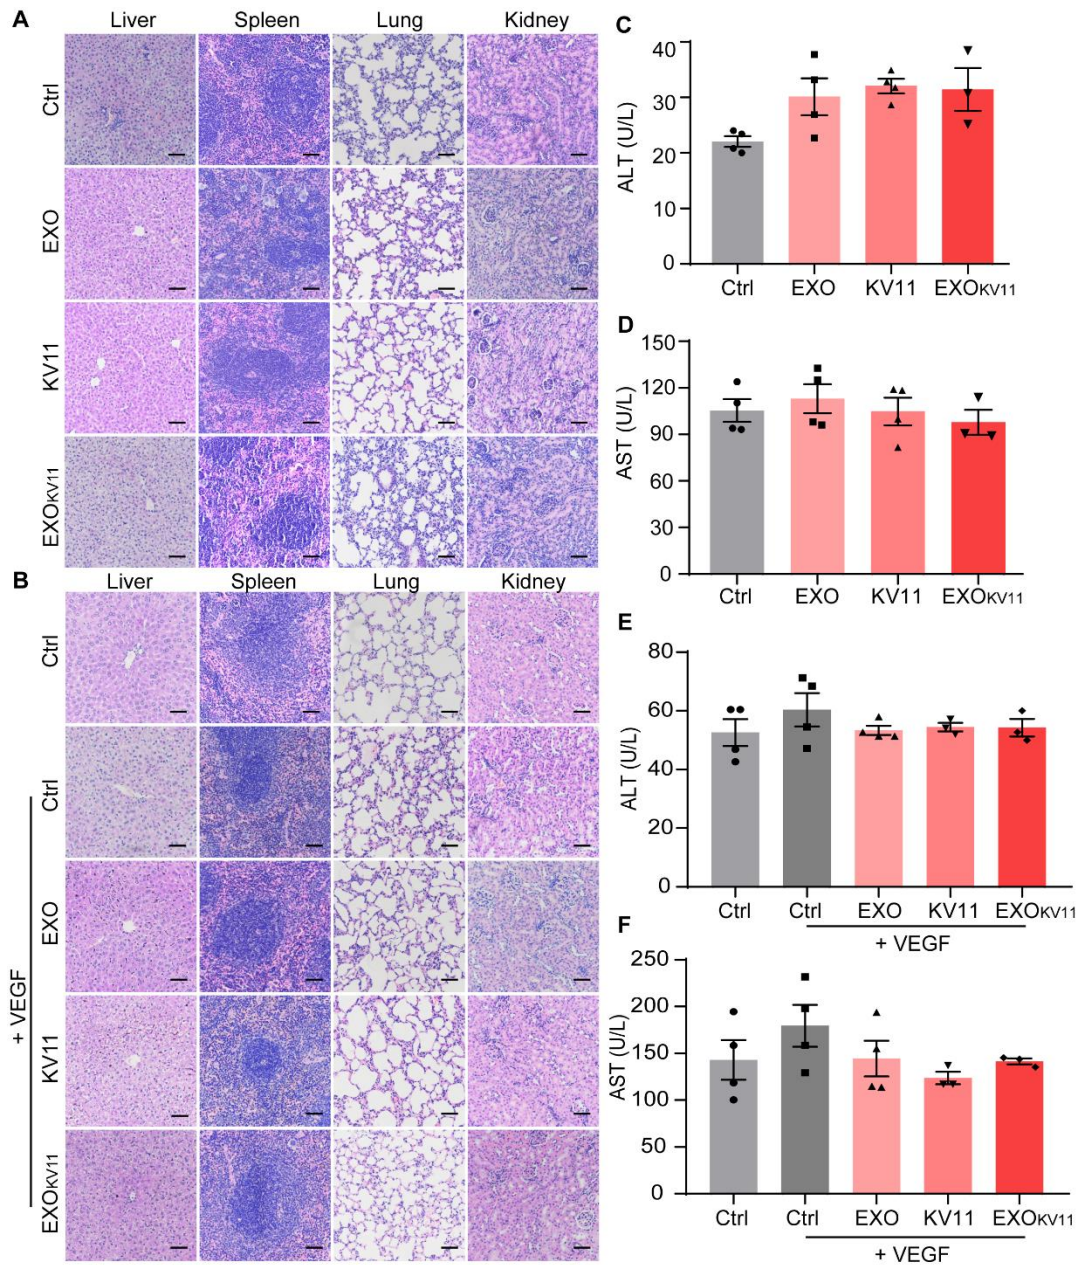 A
Liver Spleen Lung Kidney
Ctrl
EXO
KV11
EXOKV11
B
Liver Spleen Lung Kidney
Ctrl
Ctrl
EXO
KV11
EXOKV11
+ VEGF
C
ALT (U/L)
40
30
20
10
0
Ctrl EXO KV11 EXOKV11
D
AST (U/L)
150
120
90
60
30
0
Ctrl EXO KV11 EXOKV11
E
ALT (U/L)
80
60
40
20
0
Ctrl Ctrl EXO KV11 EXOKV11
+ VEGF
F
AST (U/L)
250
200
150
100
50
0
Ctrl Ctrl EXO KV11 EXOKV11
+ VEGF